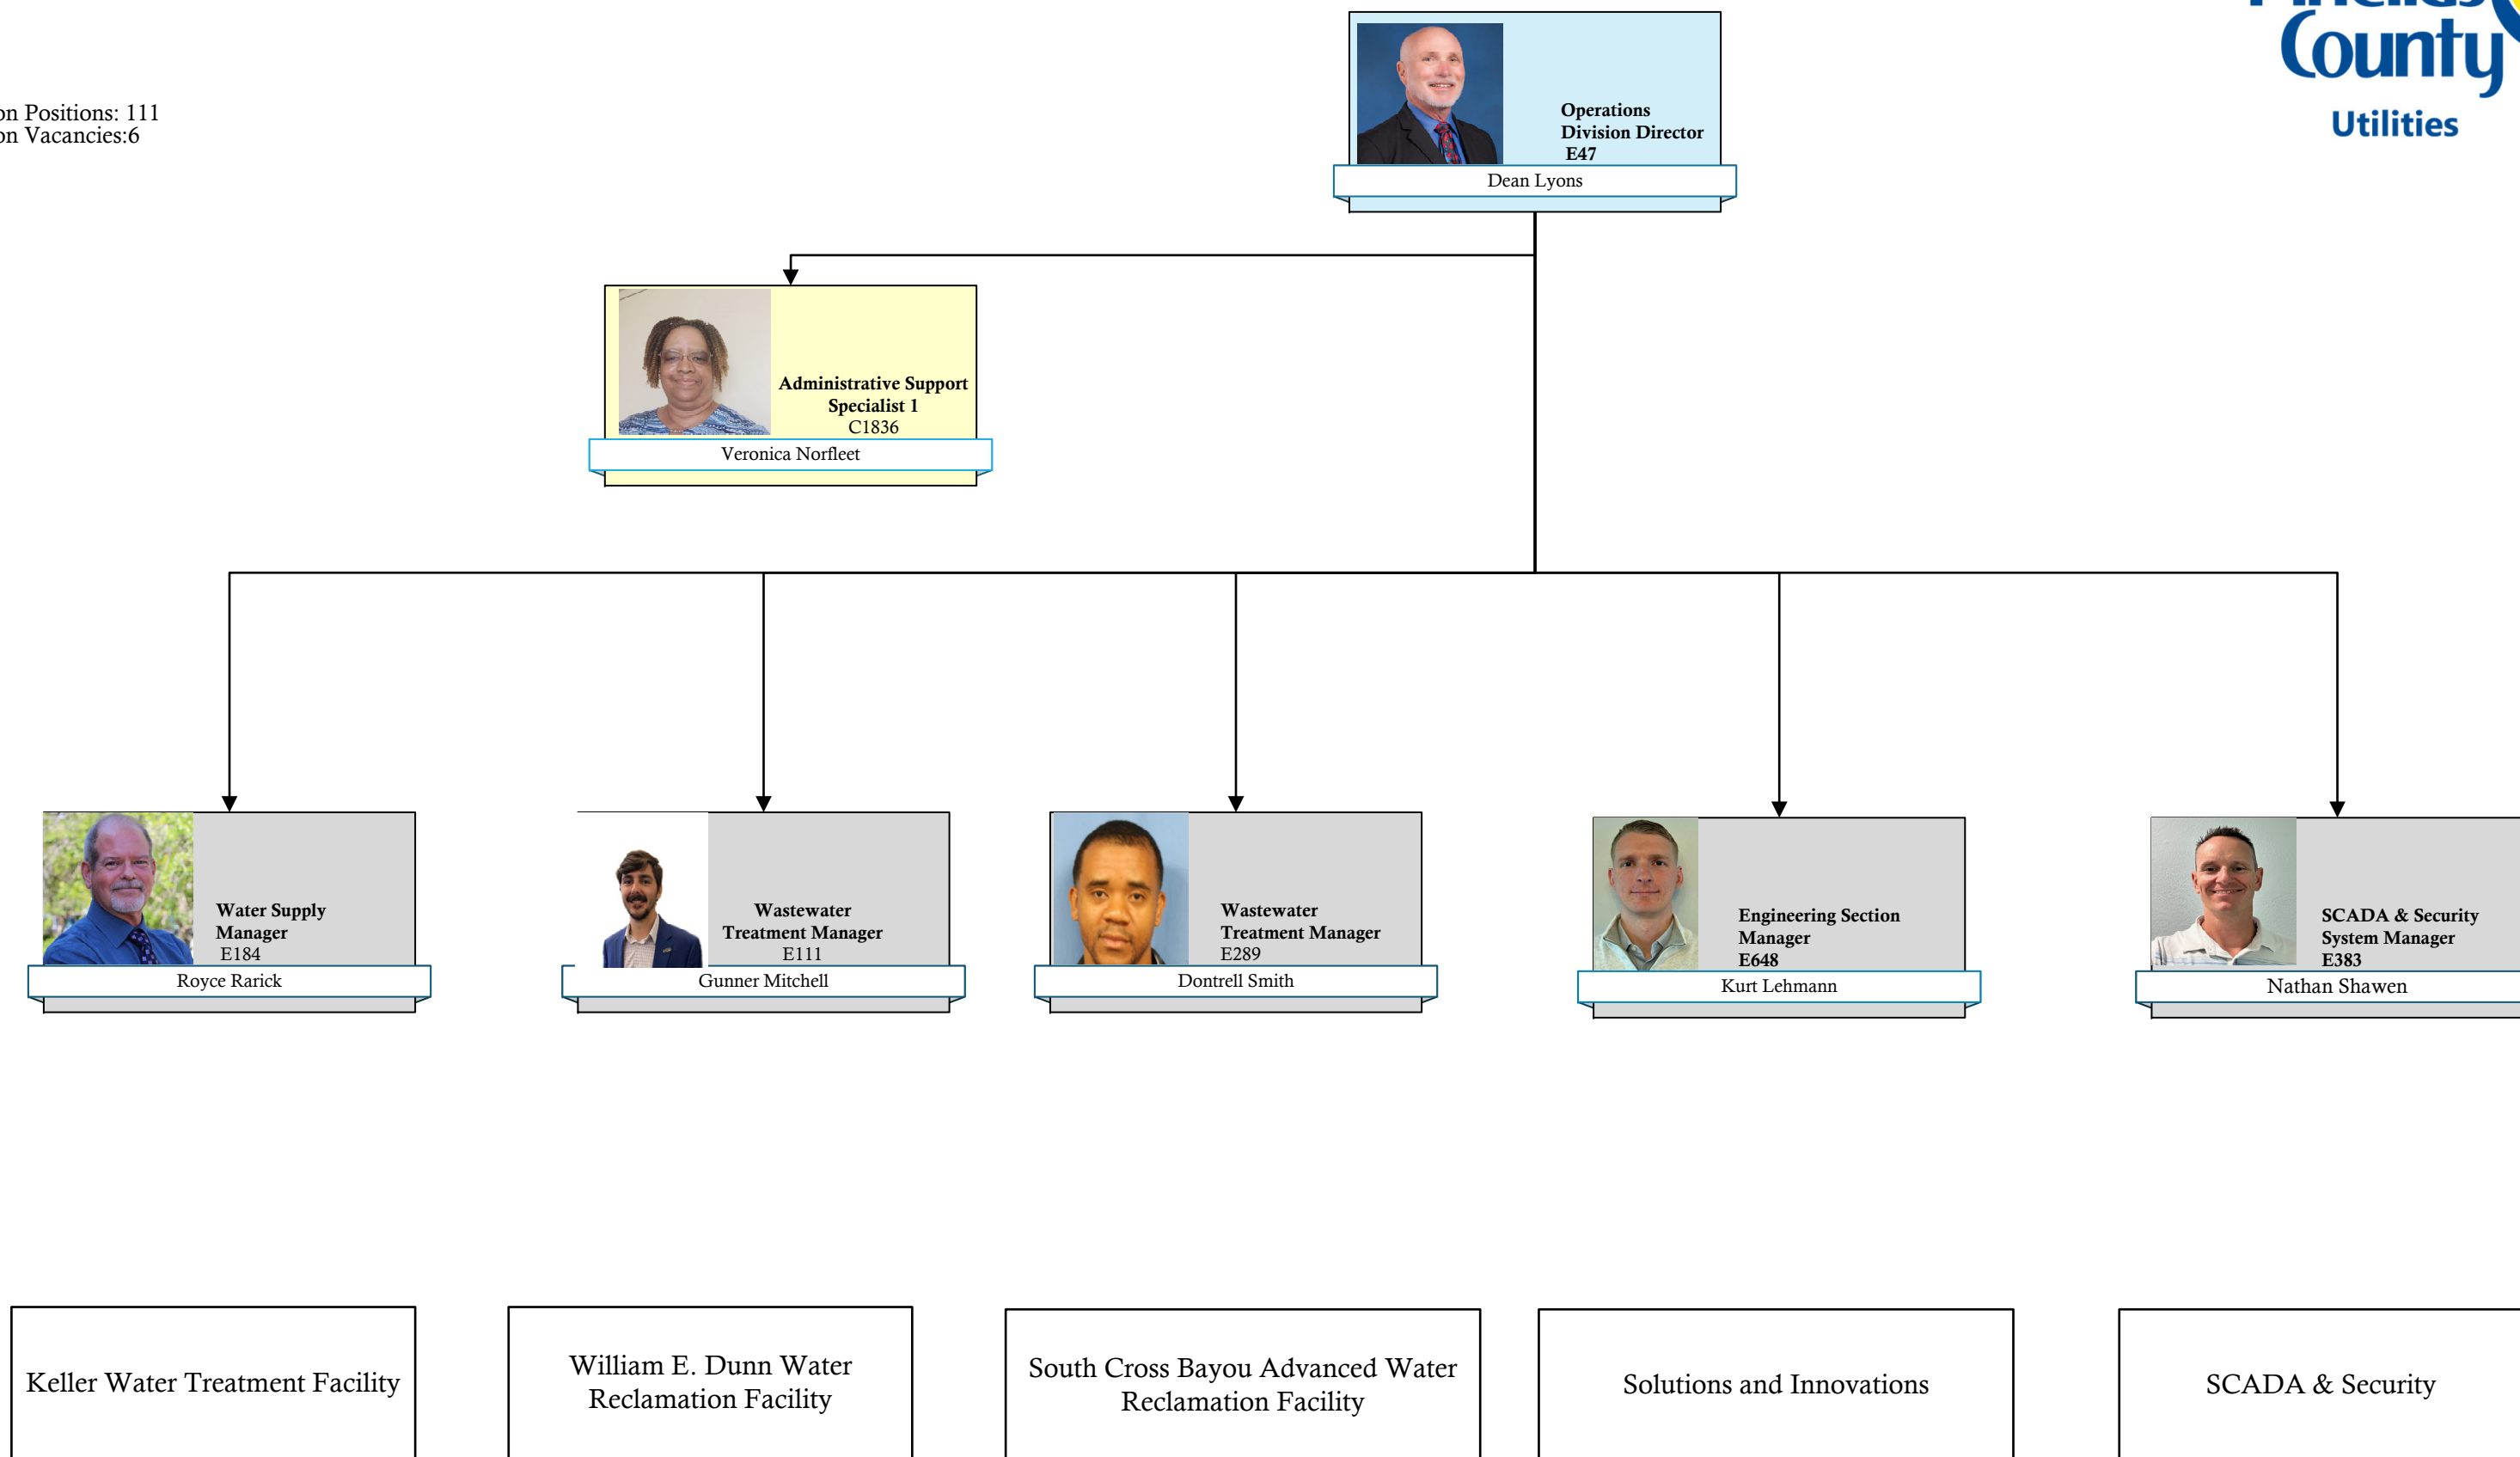 County
Utilities
on Positions: 111
on Vacancies:6
Operations
Division Director
E47
Dean Lyons
Administrative Support
Specialist 1
C1836
Veronica Norfleet
Water Supply
Manager
E184
Royce Rarick
Wastewater
Treatment Manager
E111
Gunner Mitchell
Wastewater
Treatment Manager
E289
Dontrell Smith
Engineering Section
Manager
E648
Kurt Lehmann
SCADA & Security
System Manager
E383
Nathan Shawen
Keller Water Treatment Facility
William E. Dunn Water
Reclamation Facility
South Cross Bayou Advanced Water
Reclamation Facility
Solutions and Innovations
SCADA & Security